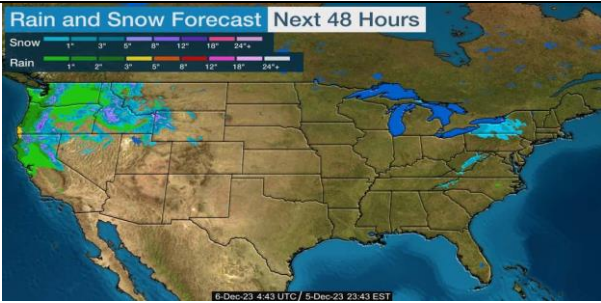 Rain and Snow Forecast Next 48 Hours
Snow 1" 3" 5" 8" 12" 18" 24"+
Rain 1" 2" 3" 5" 8" 12" 18" 24"+
6-Dec-23 4:43 UTC / 5-Dec-23 23:43 EST